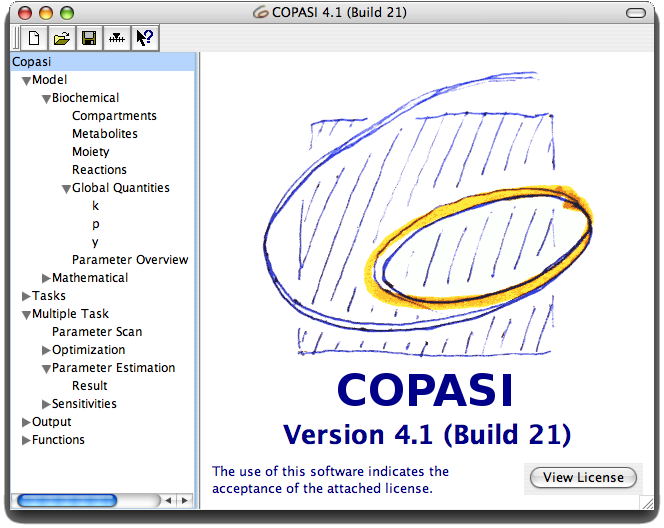 COPASI 4.1 (Build 21)
Copasi
Model
Biochemical
Compartments
Metabolites
Moiety
Reactions
Global Quantities
k
p
y
Parameter Overview
Mathematical
Tasks
Multiple Task
Parameter Scan
Optimization
Parameter Estimation
Result
Sensitivities
Output
Functions
COPASI
Version 4.1 (Build 21)
The use of this software indicates the
acceptance of the attached license.
View License